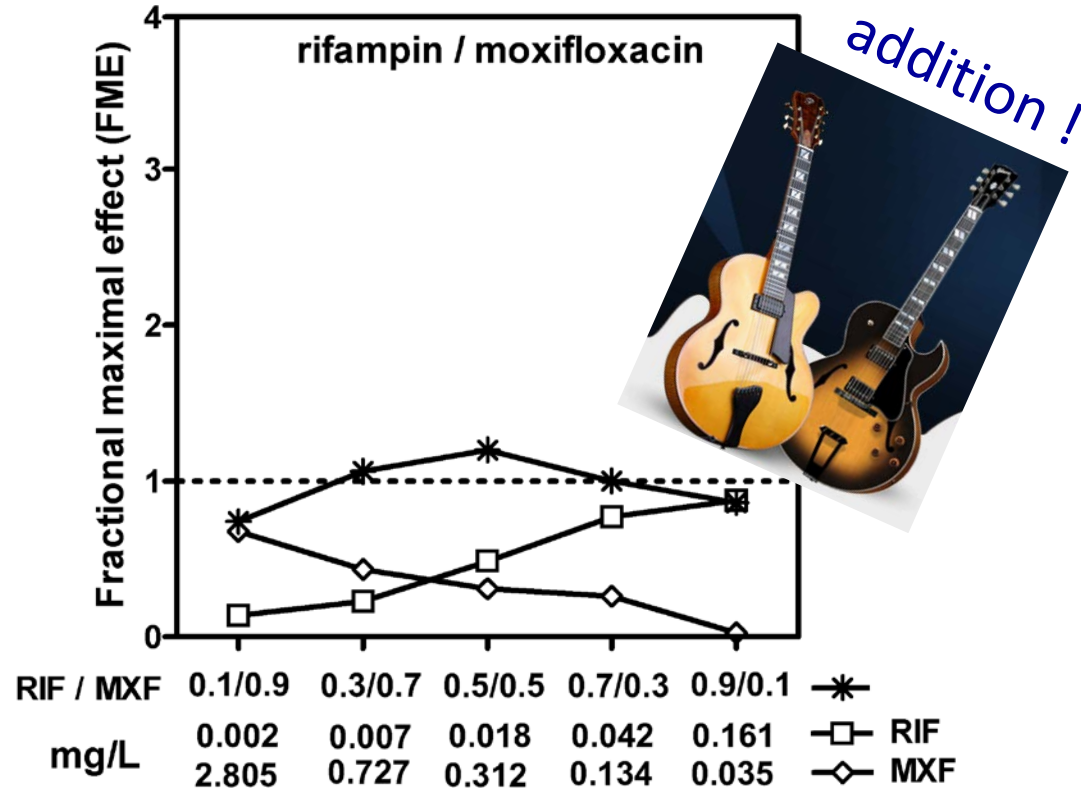 rifampin / moxifloxacin
addition !
Fractional maximal effect (FME)
4
3
2
1
0
RIF / MXF 0.1/0.9 0.3/0.7 0.5/0.5 0.7/0.3 0.9/0.1
mg/L
0.002 0.007 0.018 0.042 0.161 RIF
2.805 0.727 0.312 0.134 0.035 MXF